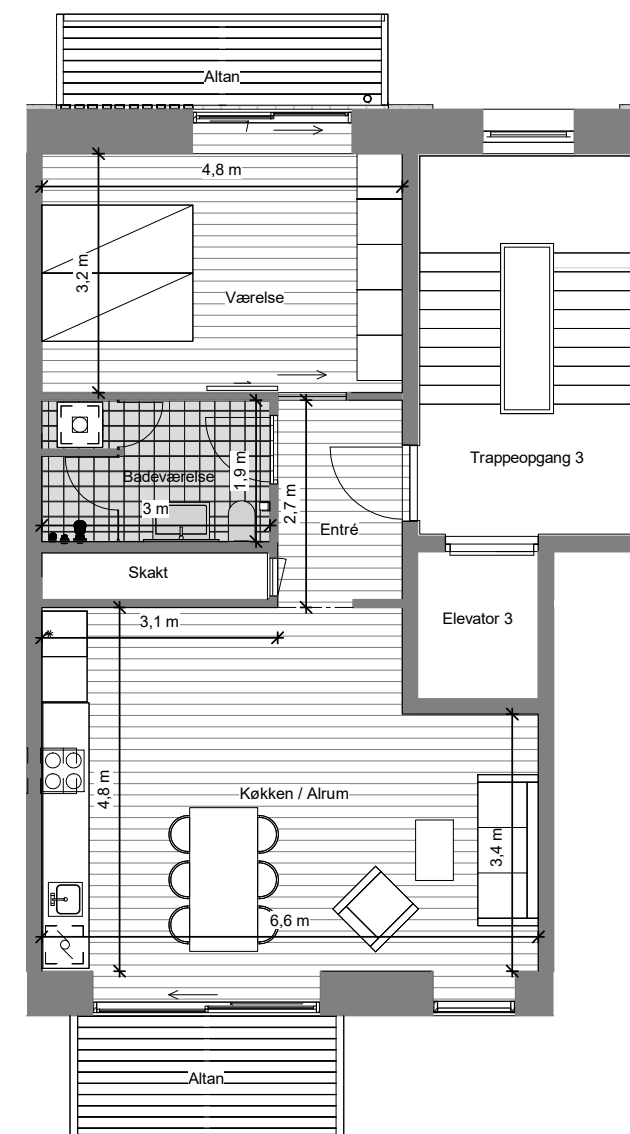 Altan
4,8 m
3,2 m
Værelse
Trappeopgang 3
Badeværelse
1,9 m
3 m
2,7 m
Entré
Skakt
Elevator 3
3,1 m
4,8 m
Køkken / Alrum
3,4 m
6,6 m
Altan